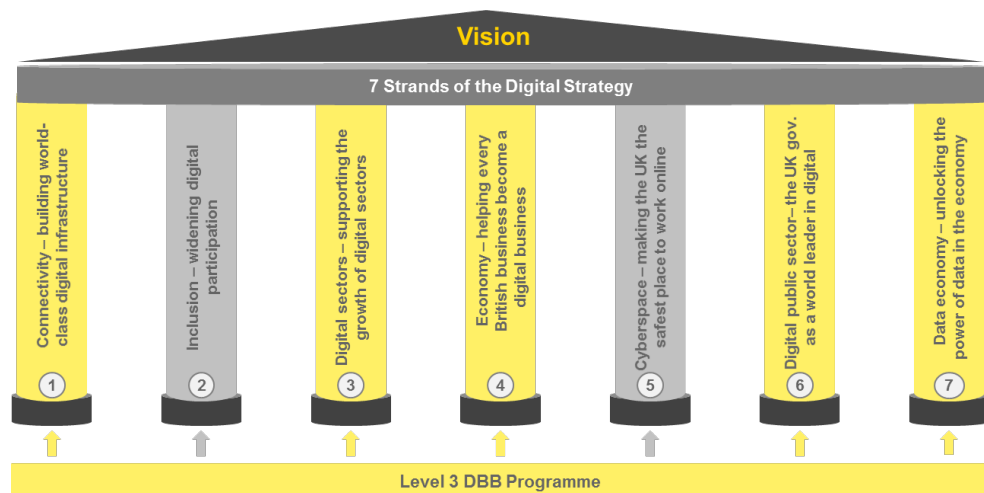 Vision
7 Strands of the Digital Strategy
Connectivity – building world-
class digital infrastructure
1
Inclusion – widening digital
participation
2
Digital sectors – supporting the
growth of digital sectors
3
Economy – helping every
British business become a
digital business
4
Cyberspace – making the UK the
safest place to work online
5
Digital public sector– the UK gov.
as a world leader in digital
6
Data economy – unlocking the
power of data in the economy
7
Level 3 DBB Programme